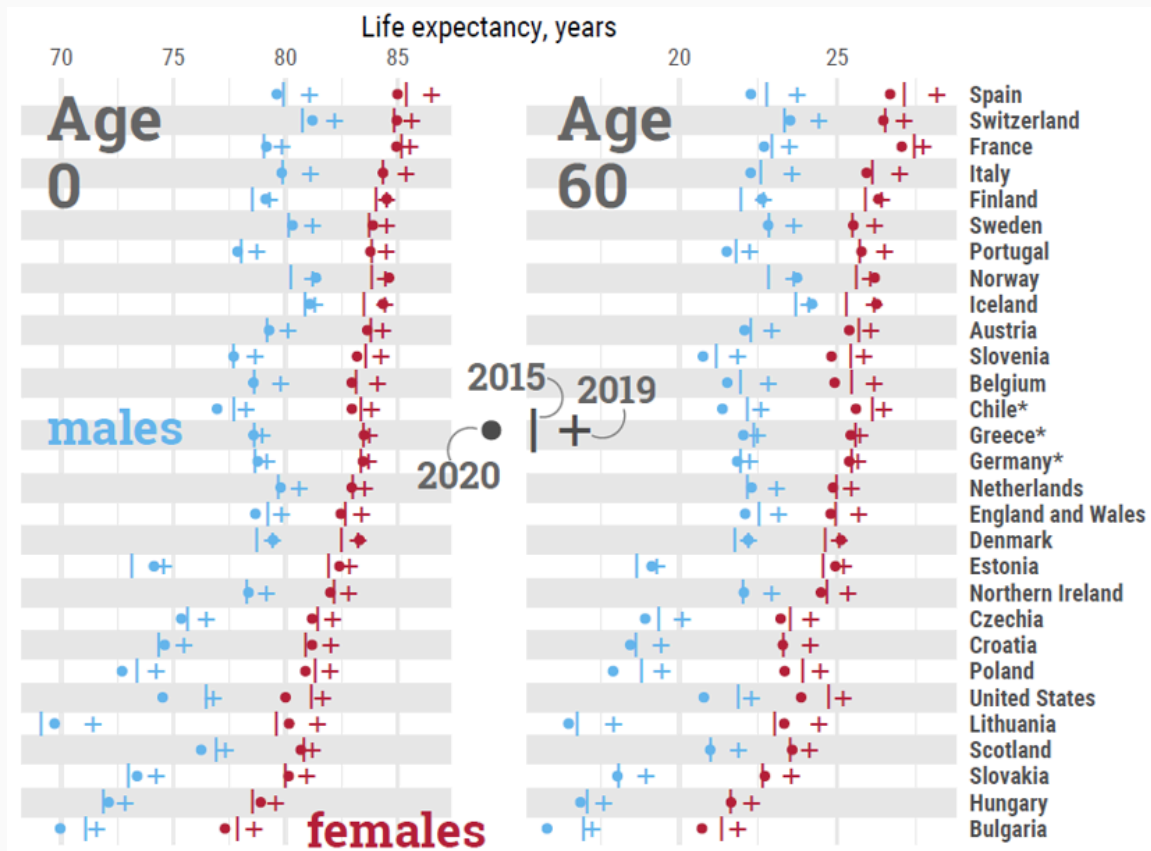 Life expectancy, years
70 75 80 85 20 25
Age
0
Age
60
Spain
Switzerland
France
Italy
Finland
Sweden
Portugal
Norway
Iceland
Austria
Slovenia
Belgium
Chile*
Greece*
Germany*
Netherlands
England and Wales
Denmark
Estonia
Northern Ireland
Czechia
Croatia
Poland
United States
Lithuania
Scotland
Slovakia
Hungary
Bulgaria
males
2015
2019
2020
females